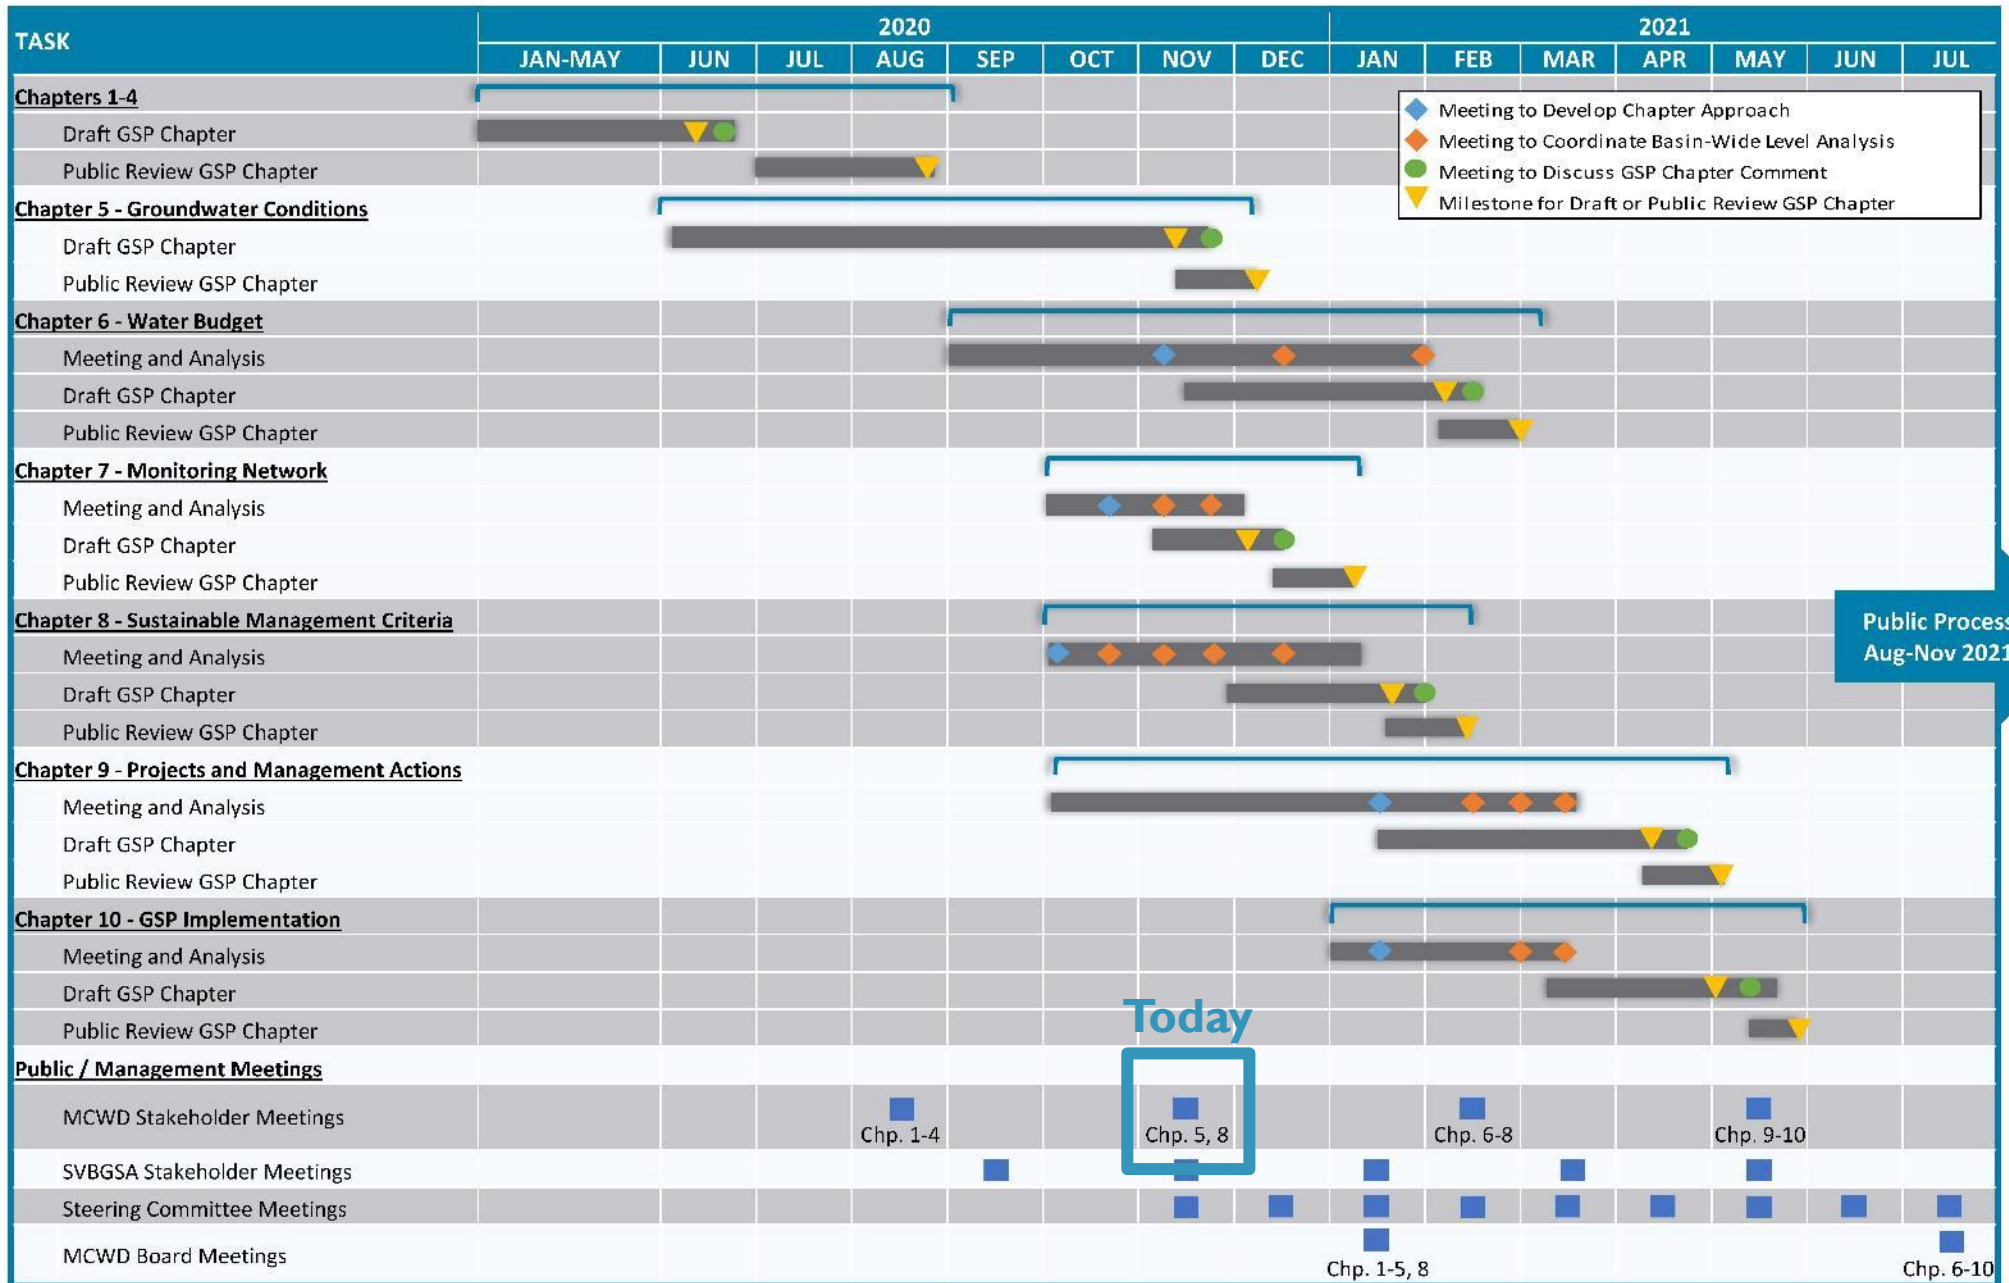 TASK
2020
2021
JAN-MAY JUN JUL AUG SEP OCT NOV DEC JAN FEB MAR APR MAY JUN JUL
Meeting to Develop Chapter Approach
Meeting to Coordinate Basin-Wide Level Analysis
Meeting to Discuss GSP Chapter Comment
Milestone for Draft or Public Review GSP Chapter
Chapters 1-4
Draft GSP Chapter
Public Review GSP Chapter
Chapter 5 - Groundwater Conditions
Draft GSP Chapter
Public Review GSP Chapter
Chapter 6 - Water Budget
Meeting and Analysis
Draft GSP Chapter
Public Review GSP Chapter
Chapter 7 - Monitoring Network
Meeting and Analysis
Draft GSP Chapter
Public Review GSP Chapter
Chapter 8 - Sustainable Management Criteria
Meeting and Analysis
Draft GSP Chapter
Public Review GSP Chapter
Public Process
Aug-Nov 2021
Chapter 9 - Projects and Management Actions
Meeting and Analysis
Draft GSP Chapter
Public Review GSP Chapter
Chapter 10 - GSP Implementation
Meeting and Analysis
Draft GSP Chapter
Public Review GSP Chapter
Today
Public / Management Meetings
MCWD Stakeholder Meetings
Chp. 1-4 Chp. 5, 8 Chp. 6-8 Chp. 9-10
SVBGSA Stakeholder Meetings
Steering Committee Meetings
MCWD Board Meetings
Chp. 1-5, 8 Chp. 6-10